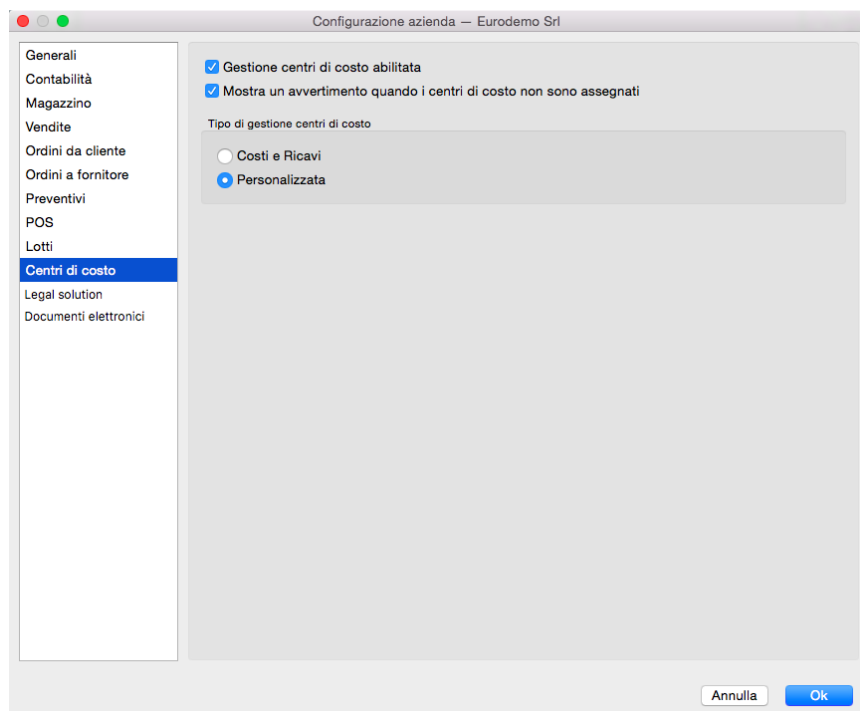 Configurazione azienda — Eurodemo Srl
Generali
Contabilità
Magazzino
Vendite
Ordini da cliente
Ordini a fornitore
Preventivi
POS
Lotti
Centri di costo
Legal solution
Documenti elettronici
Gestione centri di costo abilitata
Mostra un avvertimento quando i centri di costo non sono assegnati
Tipo di gestione centri di costo
Costi e Ricavi
Personalizzata
Annulla
Ok